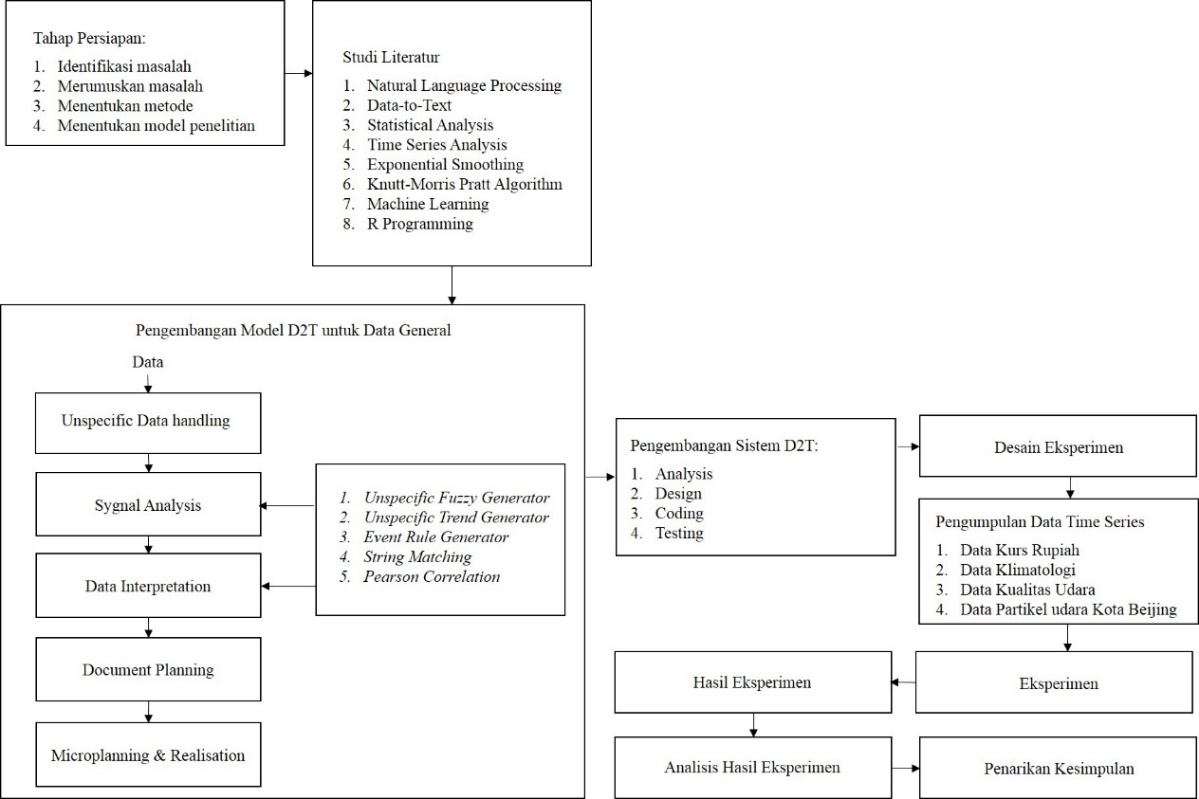 Tahap Persiapan:
1. Identifikasi masalah
2. Merumuskan masalah
3. Menentukan metode
4. Menentukan model penelitian
Studi Literatur
1. Natural Language Processing
2. Data-to-Text
3. Statistical Analysis
4. Time Series Analysis
5. Exponential Smoothing
6. Knutt-Morris Pratt Algorithm
7. Machine Learning
8. R Programming
Pengembangan Model D2T untuk Data General
Data
Unspecific Data handling
Sygnal Analysis
Data Interpretation
Document Planning
Microplanning & Realisation
1. Unspecific Fuzzy Generator
2. Unspecific Trend Generator
3. Event Rule Generator
4. String Matching
5. Pearson Correlation
Pengembangan Sistem D2T:
1. Analysis
2. Design
3. Coding
4. Testing
Desain Eksperimen
Pengumpulan Data Time Series
1. Data Kurs Rupiah
2. Data Klimatologi
3. Data Kualitas Udara
4. Data Partikel udara Kota Beijing
Eksperimen
Hasil Eksperimen
Analisis Hasil Eksperimen
Penarikan Kesimpulan